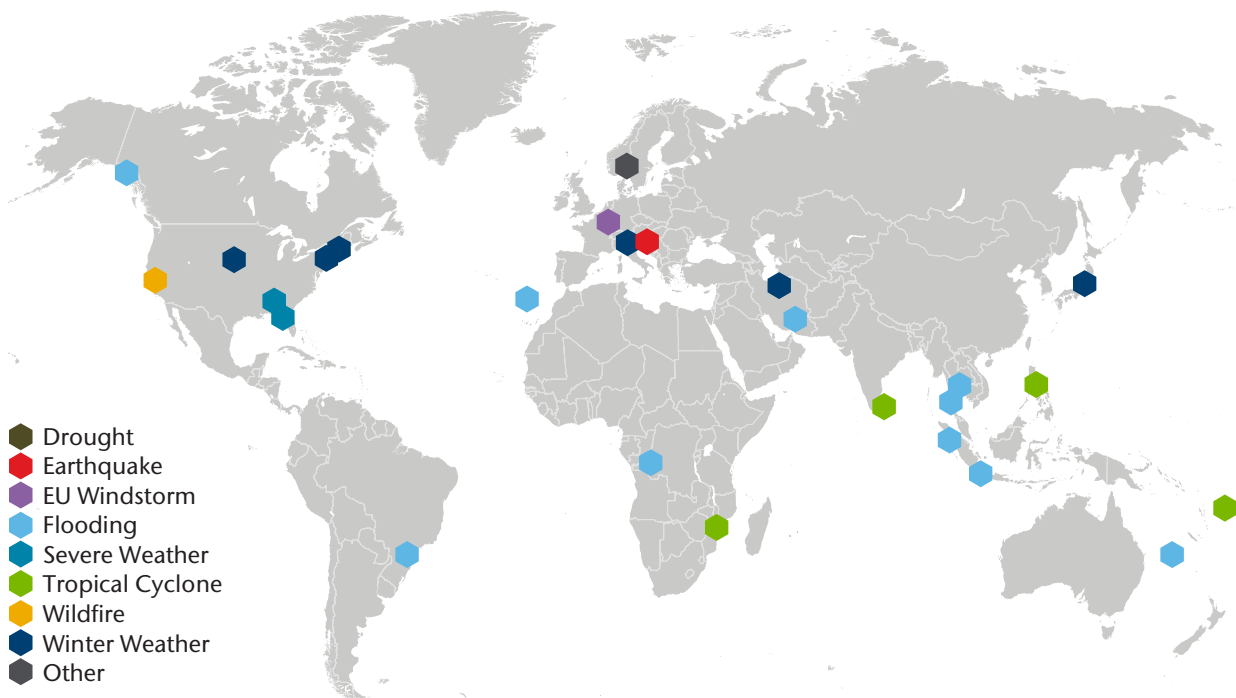 Drought
Earthquake
EU Windstorm
Flooding
Severe Weather
Tropical Cyclone
Wildfire
Winter Weather
Other